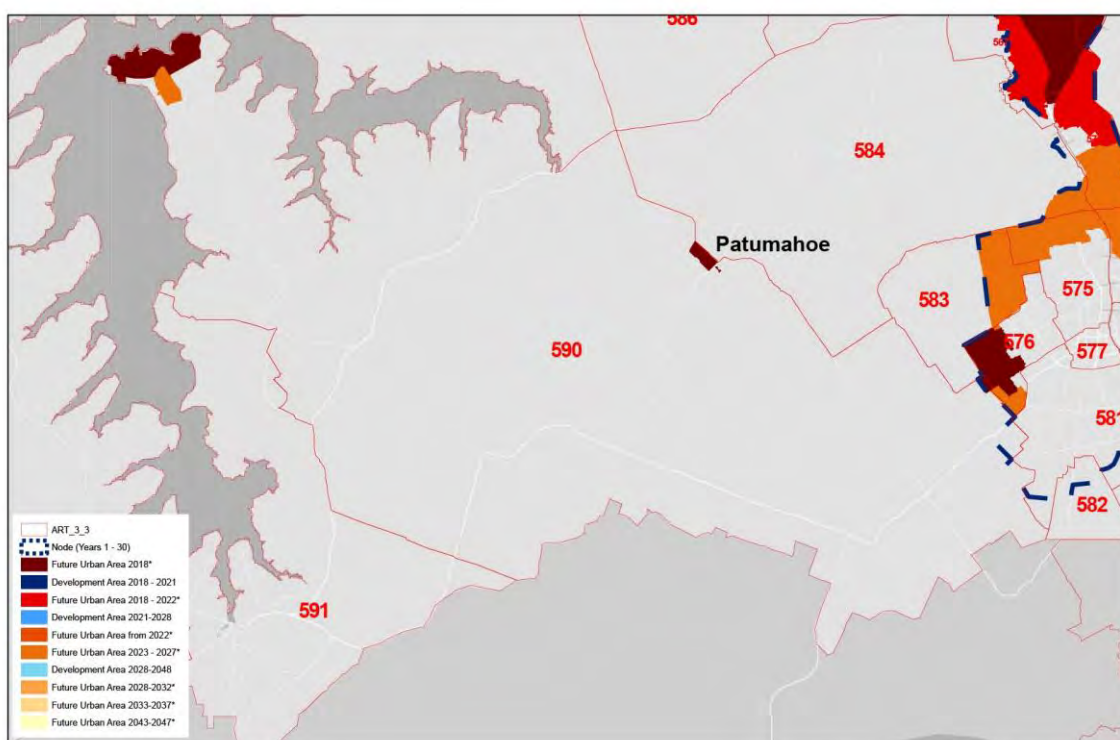 586
584
Patumahoe
583
575
576
577
590
581
582
591
ART_3_3
Node (Years 1 - 30)
Future Urban Area 2018*
Development Area 2018 - 2021
Future Urban Area 2018 - 2022*
Development Area 2021-2028
Future Urban Area from 2022*
Future Urban Area 2023 - 2027*
Development Area 2028-2048
Future Urban Area 2028-2032*
Future Urban Area 2033-2037*
Future Urban Area 2043-2047*